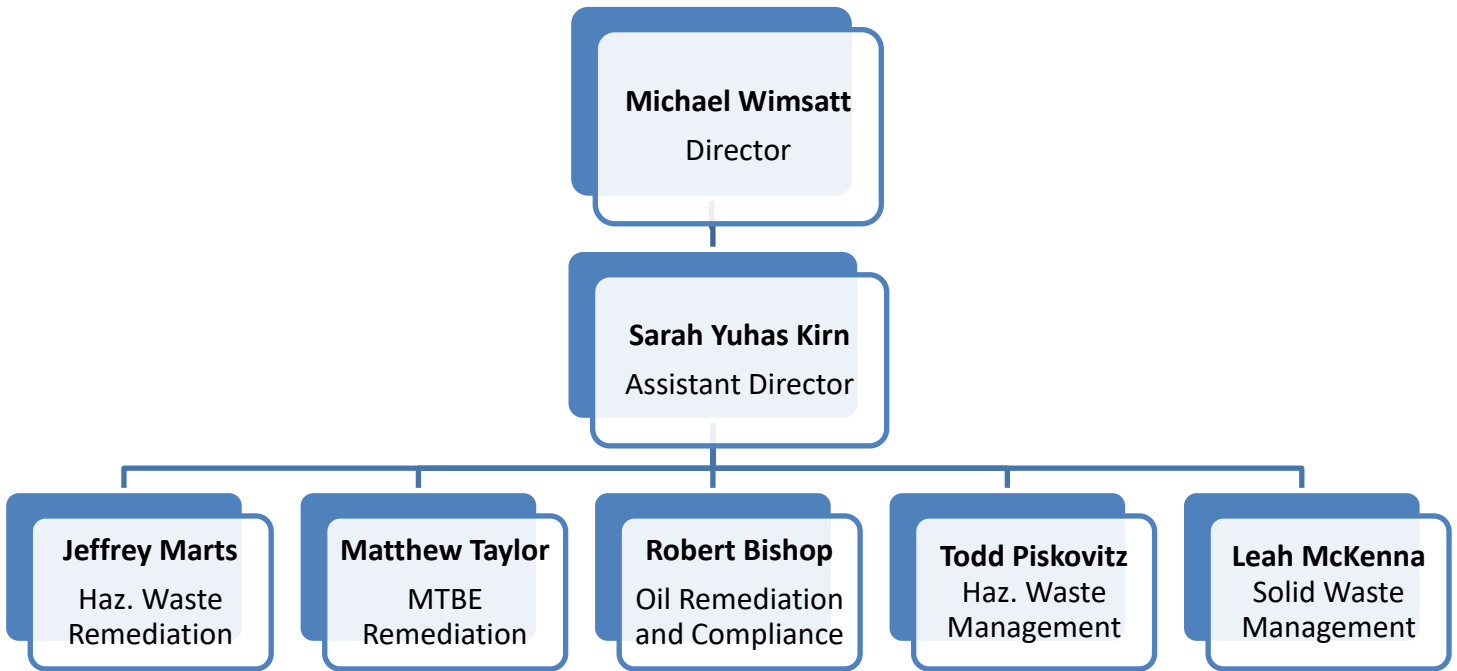 Michael Wimsatt
Director
Sarah Yuhas Kirn
Assistant Director
Jeffrey Marts
Haz. Waste
Remediation
Matthew Taylor
MTBE
Remediation
Robert Bishop
Oil Remediation
and Compliance
Todd Piskovitz
Haz. Waste
Management
Leah McKenna
Solid Waste
Management